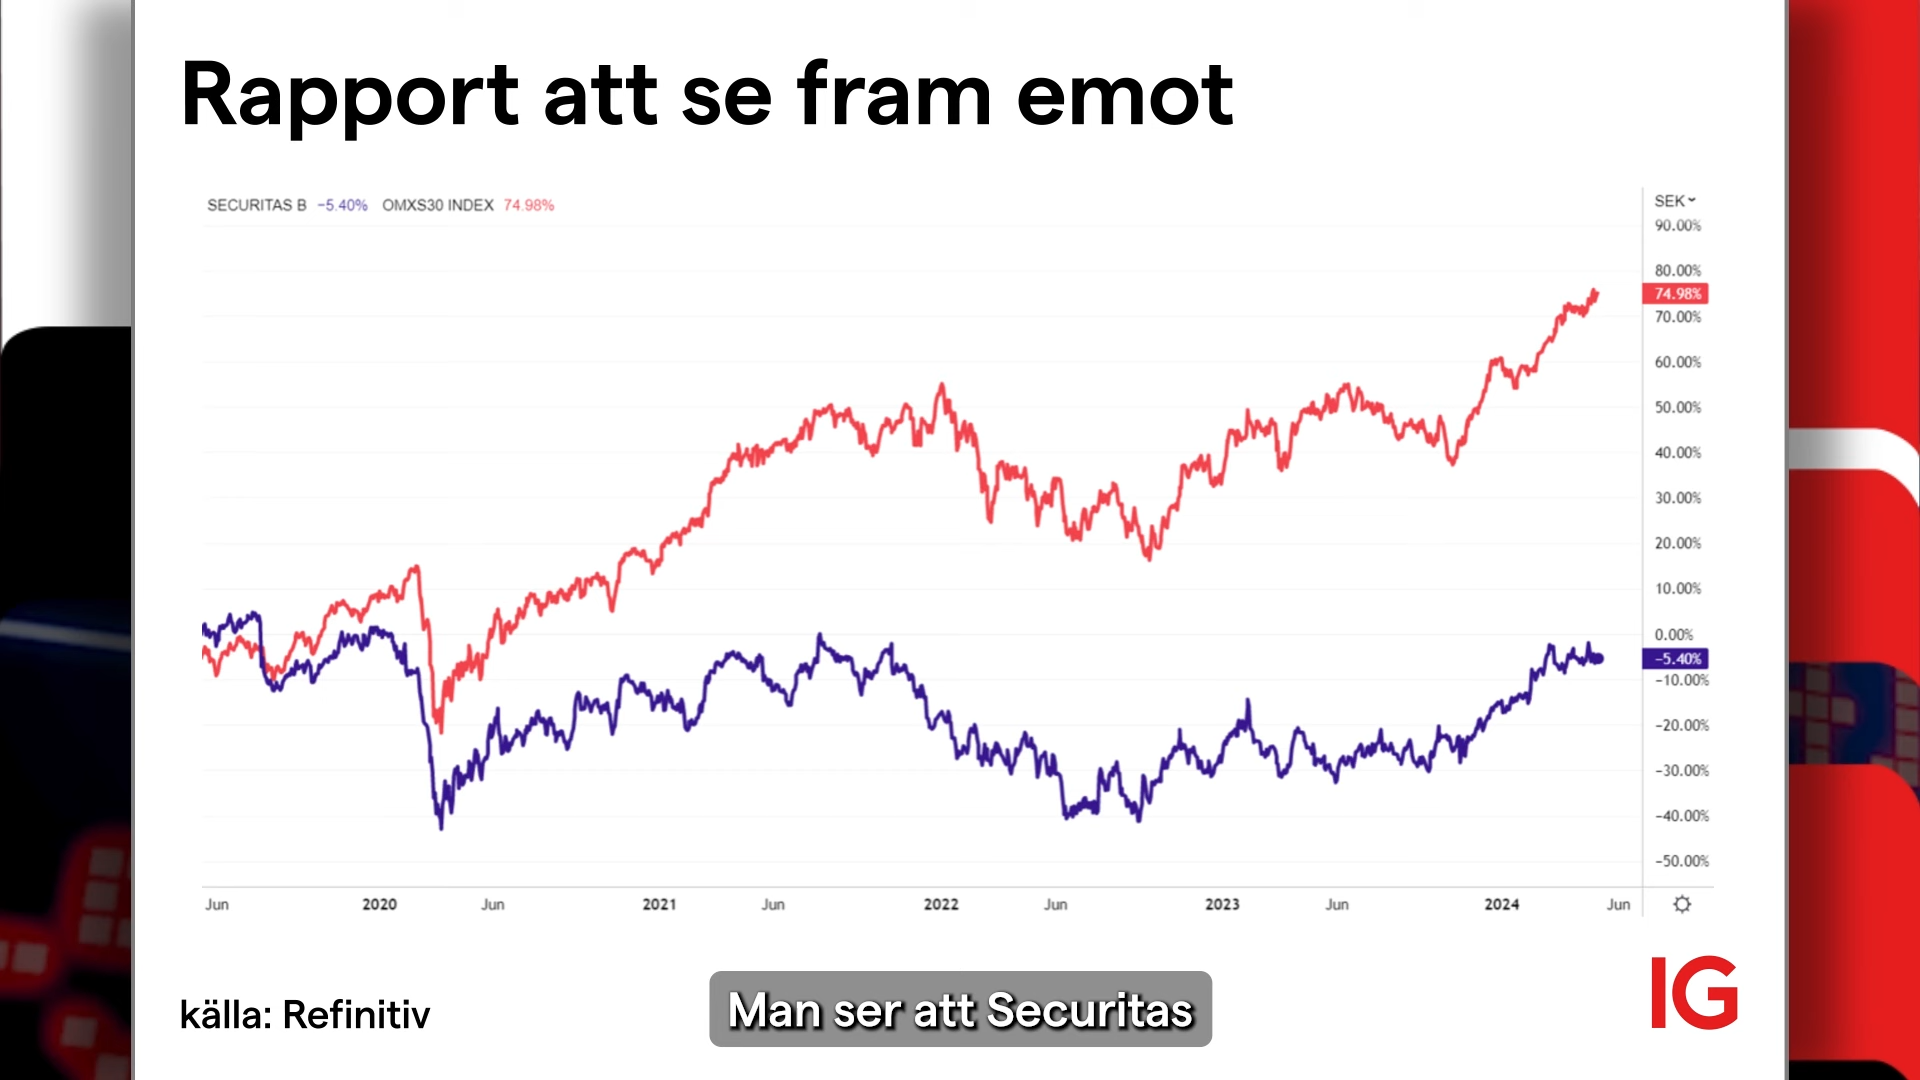 Rapport att se fram emot
SECURITAS B −5.40% OMXS30 INDEX 74.98%
SEK
90.00%
80.00%
74.98%
70.00%
60.00%
50.00%
40.00%
30.00%
20.00%
10.00%
0.00%
−5.40%
−10.00%
−20.00%
−30.00%
−40.00%
−50.00%
Jun 2020 Jun 2021 Jun 2022 Jun 2023 Jun 2024 Jun
källa: Refinitiv
Man ser att Securitas
IG